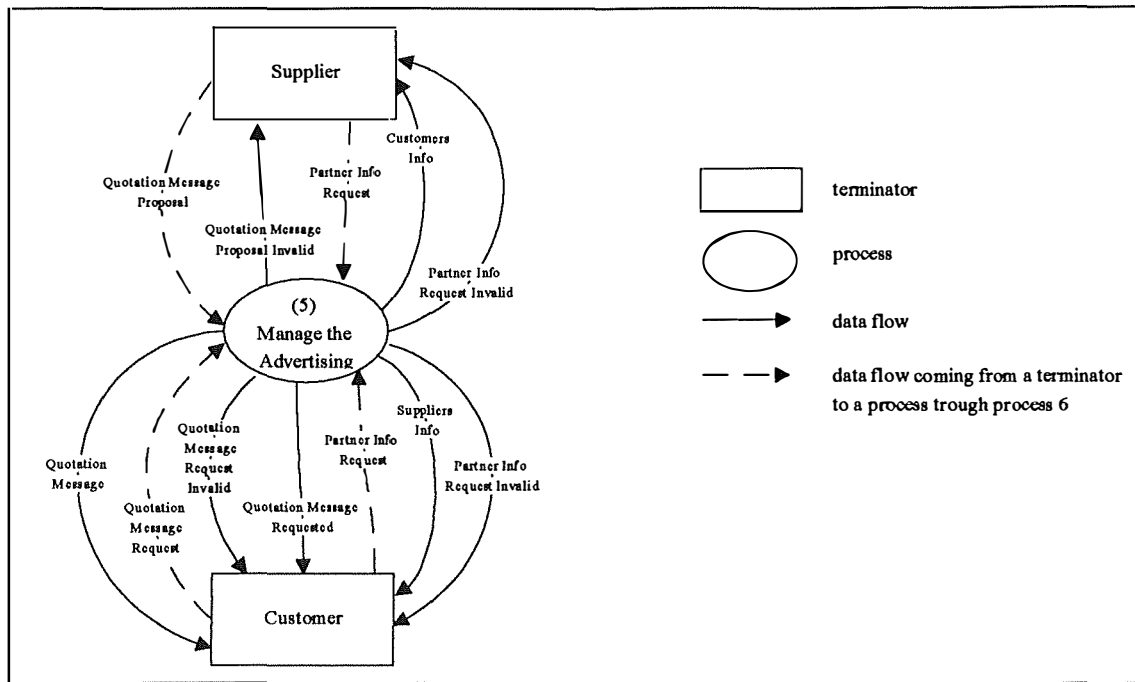 Supplier
Customers
Info
Partner Info
Request
Quotation Message
Proposal
Quotation Message
Proposal Invalid
Partner Info
Request Invalid
(5)
Manage the
Advertising
Quotation
Message
Quotation
Message
Request
Quotation
Message
Request
Invalid
Quotation Message
Requested
Partner Info
Request
Suppliers
Info
Partner Info
Request Invalid
Customer
terminator
process
data flow
data flow coming from a terminator
to a process trough process 6